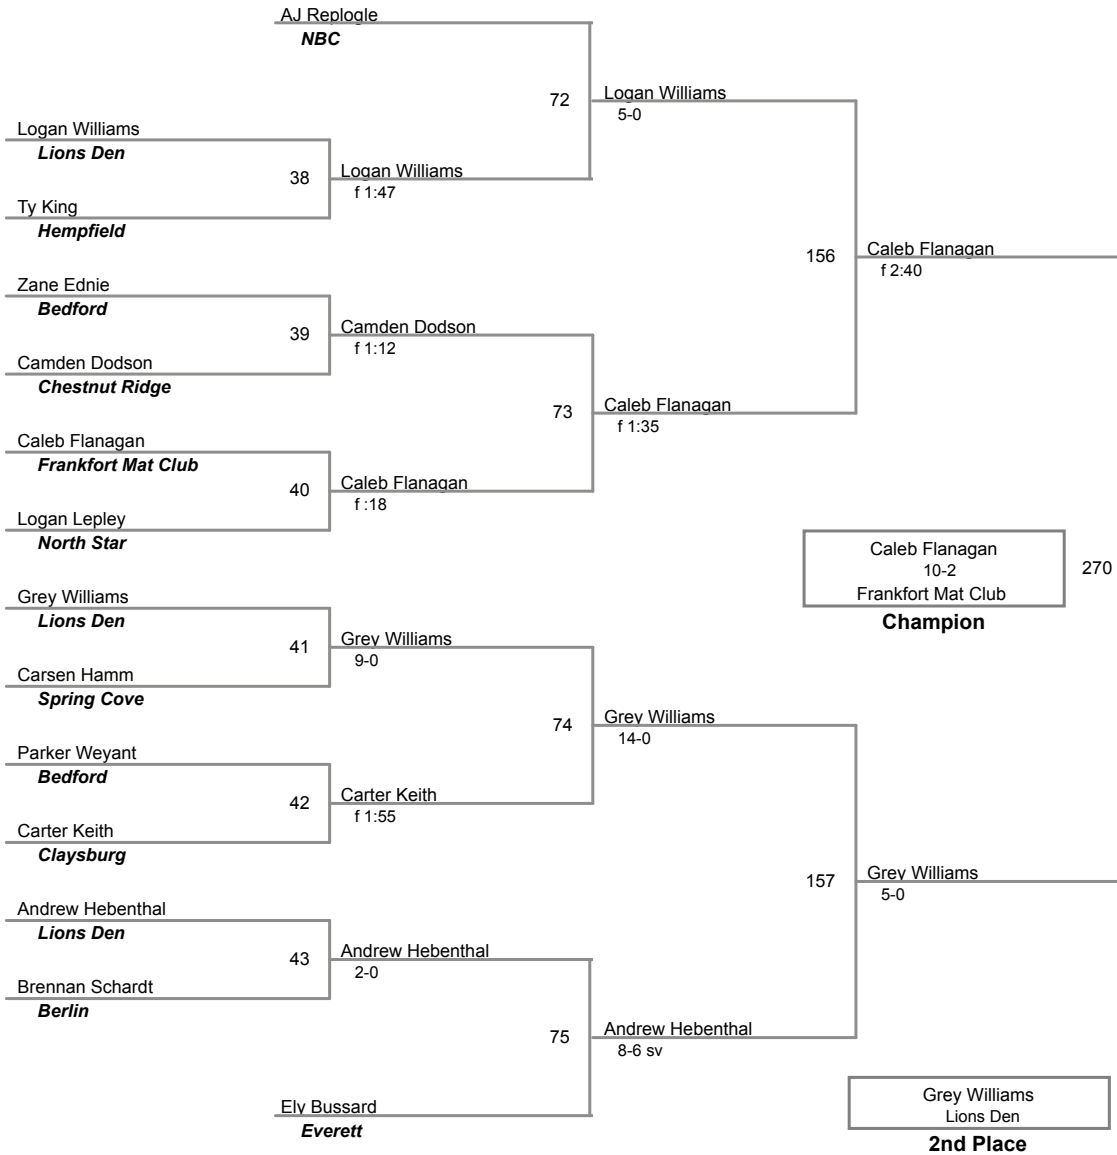 AJ Replogle
NBC
72
Logan Williams
5-0
Logan Williams
Lions Den
38
Logan Williams
f 1:47
Ty King
Hempfield
156
Caleb Flanagan
f 2:40
Zane Ednie
Bedford
39
Camden Dodson
f 1:12
Camden Dodson
Chestnut Ridge
73
Caleb Flanagan
f 1:35
Caleb Flanagan
Frankfort Mat Club
40
Caleb Flanagan
f :18
Logan Lepley
North Star
Caleb Flanagan
10-2
Frankfort Mat Club
270
Champion
Grey Williams
Lions Den
41
Grey Williams
9-0
Carsen Hamm
Spring Cove
74
Grey Williams
14-0
Parker Weyant
Bedford
42
Carter Keith
f 1:55
Carter Keith
Claysburg
157
Grey Williams
5-0
Andrew Hebenthal
Lions Den
43
Andrew Hebenthal
2-0
Brennan Schardt
Berlin
75
Andrew Hebenthal
8-6 sv
Ely Bussard
Everett
Grey Williams
Lions Den
2nd Place